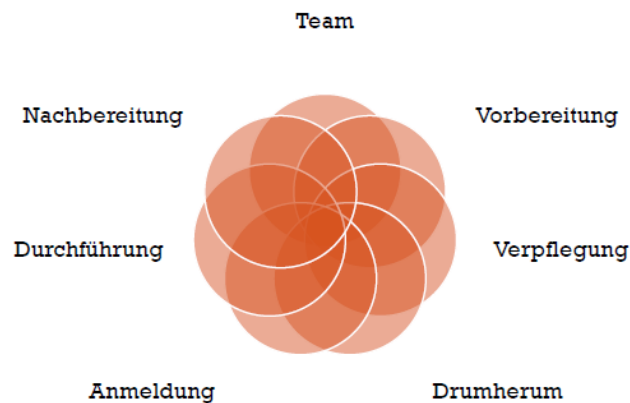 Team
Nachbereitung
Vorbereitung
Durchführung
Verpflegung
Anmeldung
Drumherum